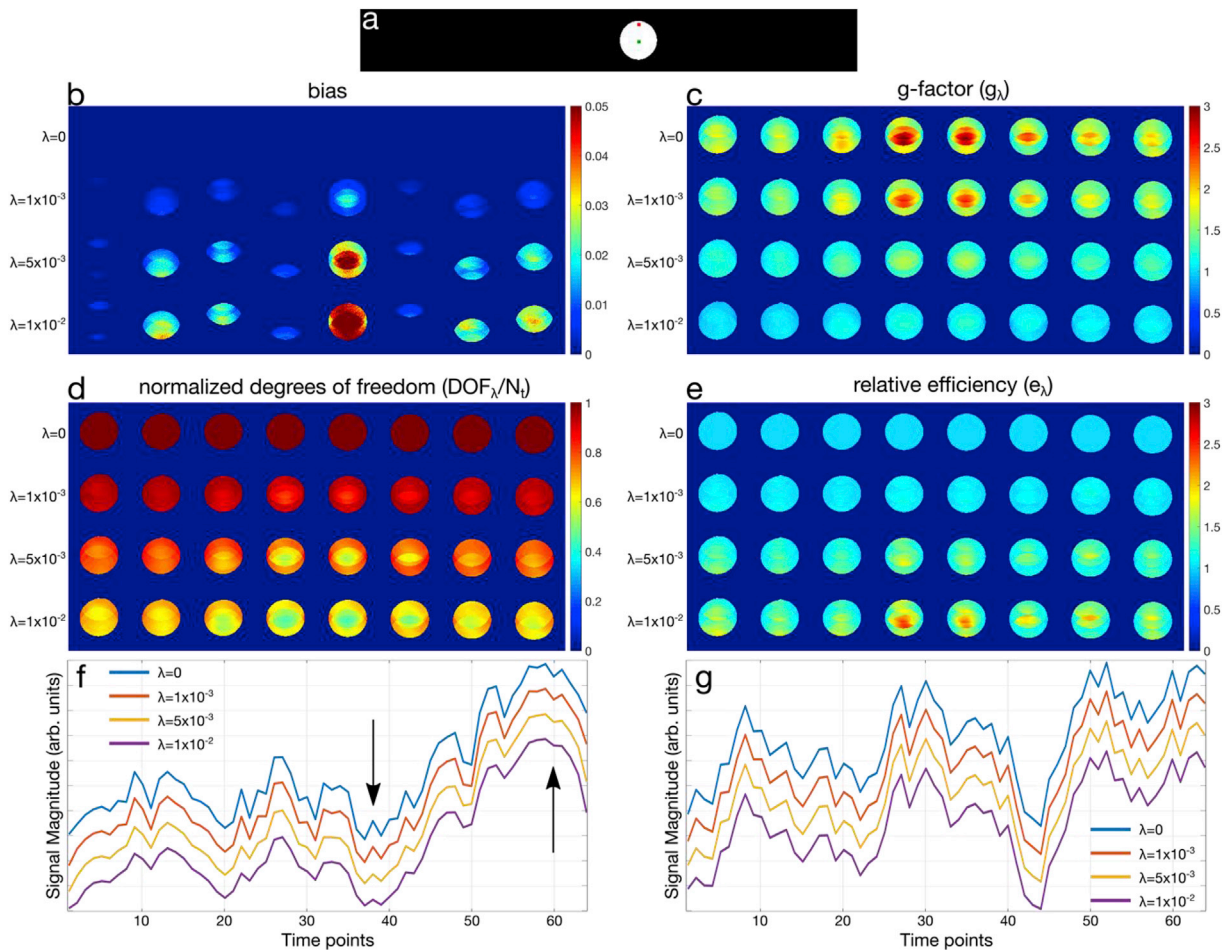 a
b
bias
λ=0
λ=1x10⁻³
λ=5x10⁻³
λ=1x10⁻²
0.05
0.04
0.03
0.02
0.01
0
c
g-factor (gλ)
λ=0
λ=1x10⁻³
λ=5x10⁻³
λ=1x10⁻²
3
2.5
2
1.5
1
0.5
0
d
normalized degrees of freedom (DOFλ/Nt)
λ=0
λ=1x10⁻³
λ=5x10⁻³
λ=1x10⁻²
1
0.8
0.6
0.4
0.2
0
e
relative efficiency (eλ)
λ=0
λ=1x10⁻³
λ=5x10⁻³
λ=1x10⁻²
3
2.5
2
1.5
1
0.5
0
f
λ=0
λ=1x10⁻³
λ=5x10⁻³
λ=1x10⁻²
Signal Magnitude (arb. units)
10 20 30 40 50 60
Time points
g
λ=0
λ=1x10⁻³
λ=5x10⁻³
λ=1x10⁻²
Signal Magnitude (arb. units)
10 20 30 40 50 60
Time points